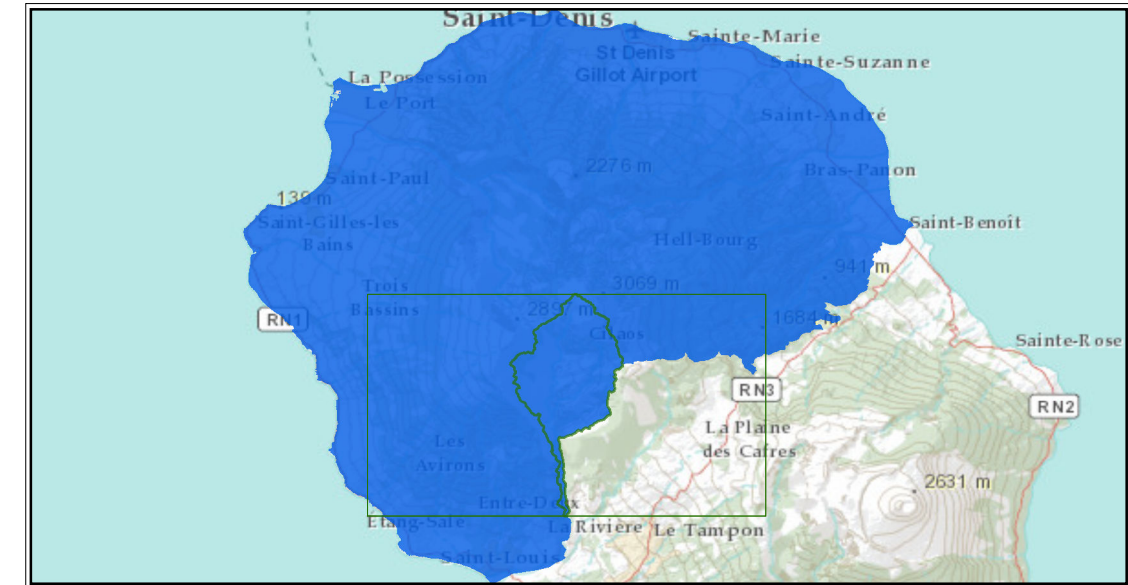 Saint-Denis
Sainte-Marie
St Denis
Gillot Airport
Sainte-Suzanne
La Possession
Le Port
Saint-André
2276 m
Bras-Panon
Saint-Paul
139 m
Saint-Gilles-les
Bains
Saint-Benoît
Hell-Bourg
941 m
3069 m
Trois
Bassins
2897 m
1684 m
RN1
Cilaos
Sainte-Rose
RN3
RN2
La Plaine
des Cafres
Les
Avirons
2631 m
Entre-Deux
Etang-Salé
La Rivière
Le Tampon
Saint-Louis